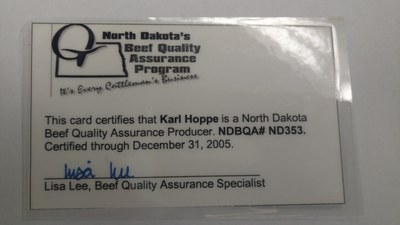 North Dakota's
Beef Quality
Assurance
Program
It's Every Cattleman's Business
This card certifies that Karl Hoppe is a North Dakota
Beef Quality Assurance Producer. NDBQA# ND353.
Certified through December 31, 2005.
Lisa Lee
Lisa Lee, Beef Quality Assurance Specialist